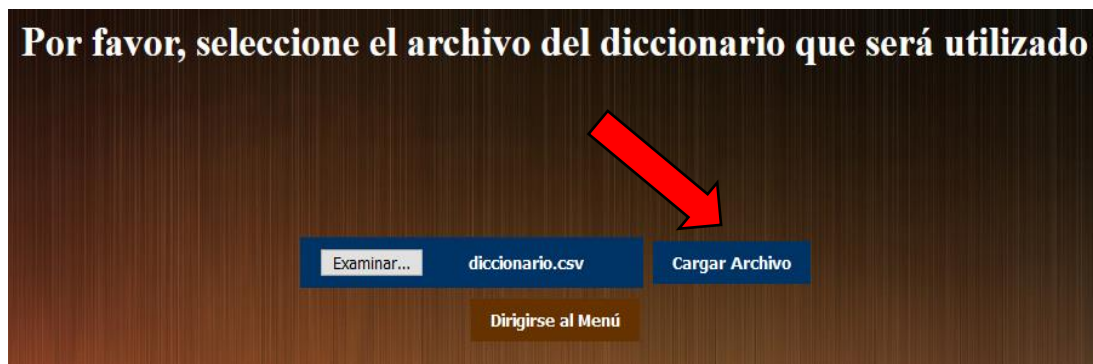 Por favor, seleccione el archivo del diccionario que será utilizado
Examinar... diccionario.csv Cargar Archivo
Dirigirse al Menú